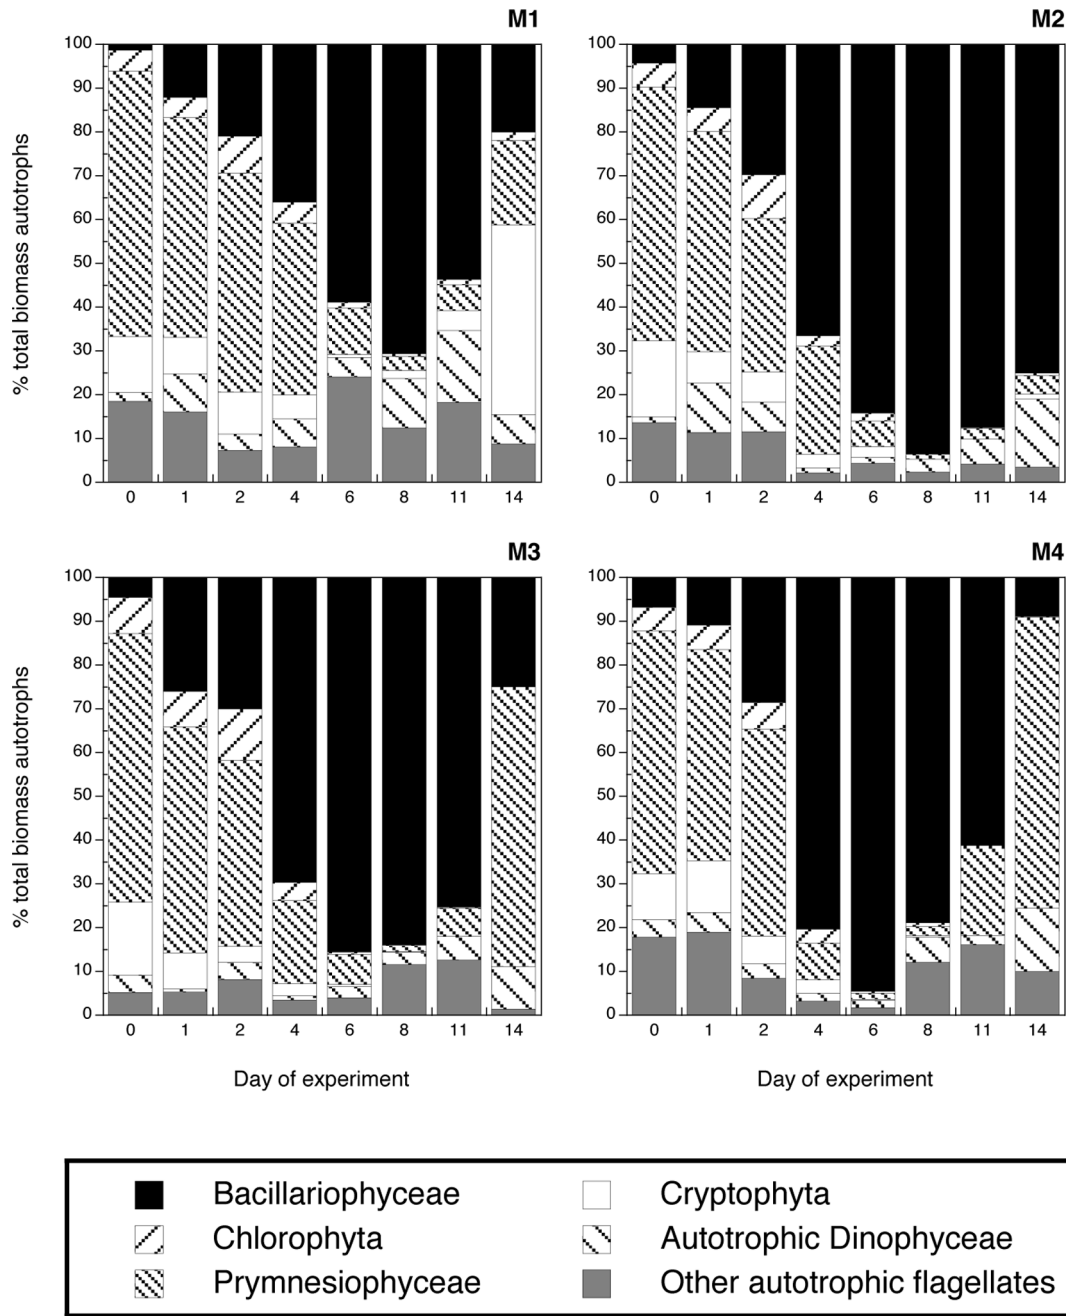 M1
M2
100
90
80
70
60
50
40
30
20
10
0
% total biomass autotrophs
0 1 2 4 6 8 11 14
100
90
80
70
60
50
40
30
20
10
0
0 1 2 4 6 8 11 14
M3
M4
100
90
80
70
60
50
40
30
20
10
0
% total biomass autotrophs
0 1 2 4 6 8 11 14
Day of experiment
100
90
80
70
60
50
40
30
20
10
0
0 1 2 4 6 8 11 14
Day of experiment
Bacillariophyceae
Chlorophyta
Prymnesiophyceae
Cryptophyta
Autotrophic Dinophyceae
Other autotrophic flagellates